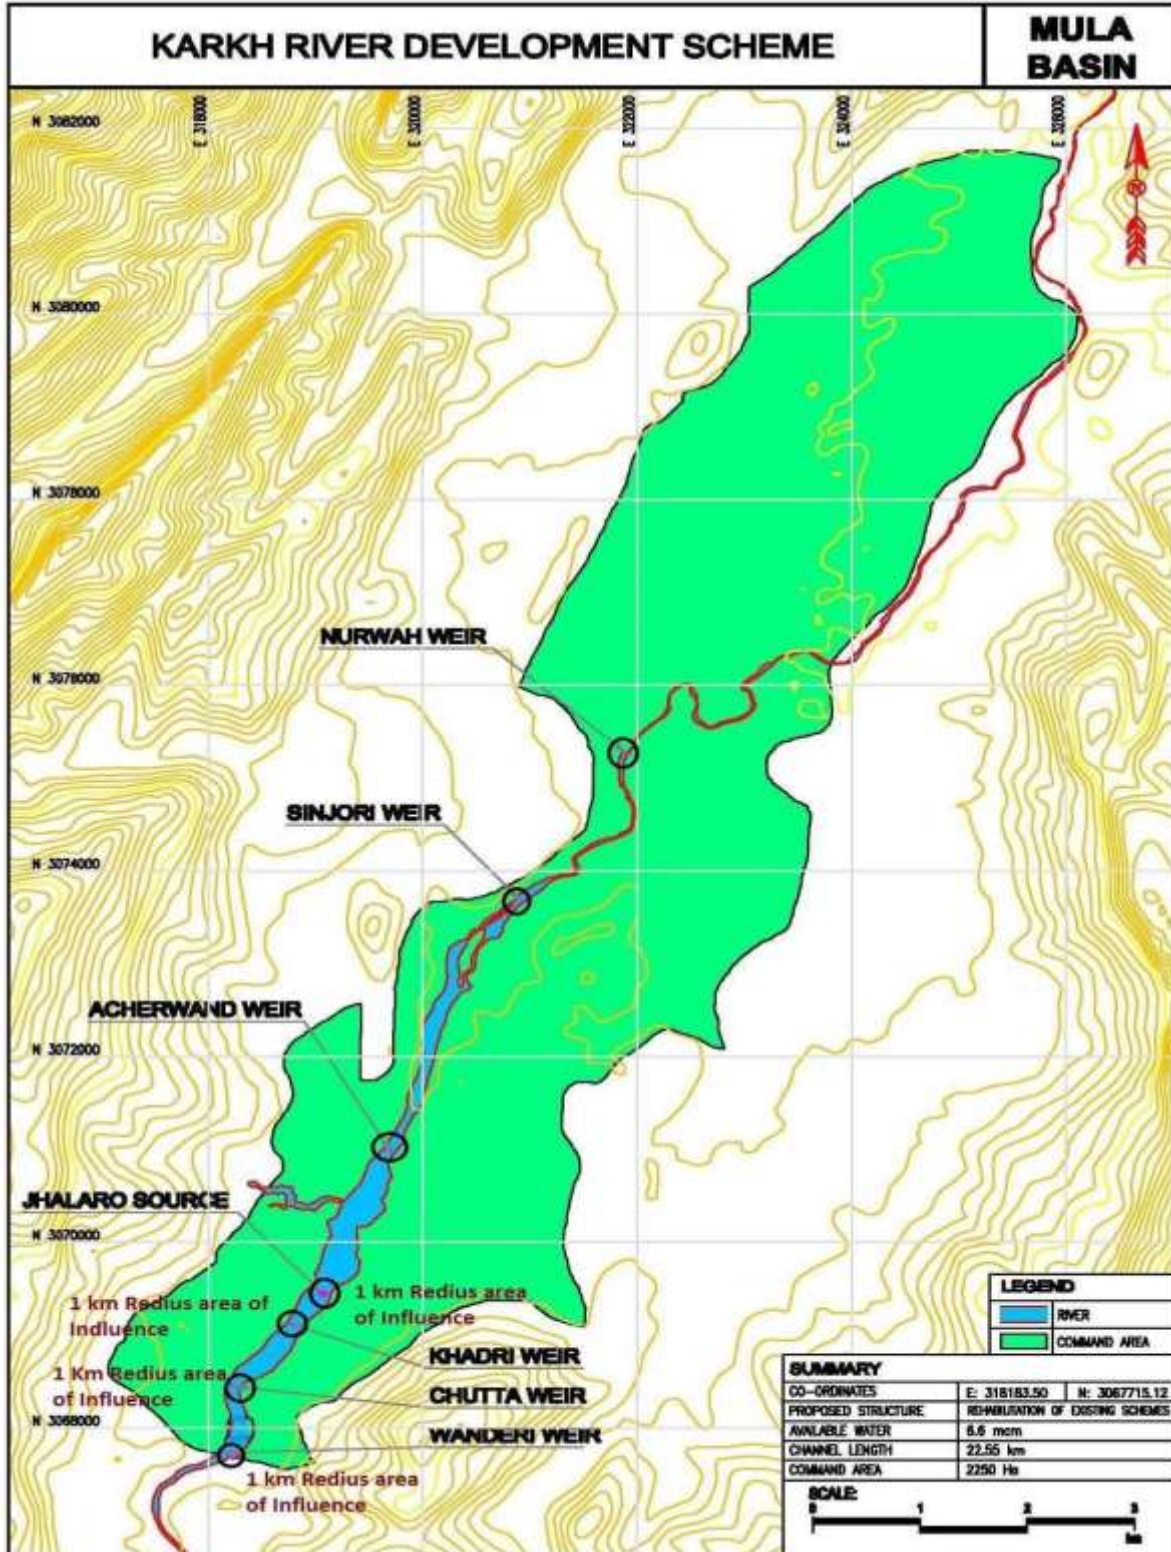 KARKH RIVER DEVELOPMENT SCHEME
MULA
BASIN
E 318000
E 320000
E 322000
E 324000
E 326000
N 3082000
N 3080000
N 3078000
NURWAH WEIR
N 3076000
SINJORI WEIR
N 3074000
ACHERWAND WEIR
N 3072000
JHALARO SOURCE
N 3070000
1 km Redius area of
Indluence
1 km Redius area
of Influence
KHADRI WEIR
1 Km Redius area
of Influence
CHUTTA WEIR
N 3068000
WANDERI WEIR
1 km Redius area
of Influence
LEGEND
RIVER
COMMAND AREA
SUMMARY
CO-ORDINATES E: 318183.50 N: 3067715.12
PROPOSED STRUCTURE REHABILITATION OF EXISTING SCHEMES
AVAILABLE WATER 6.6 mcm
CHANNEL LENGTH 22.55 km
COMMAND AREA 2250 Ha
SCALE:
0 1 2 3
km